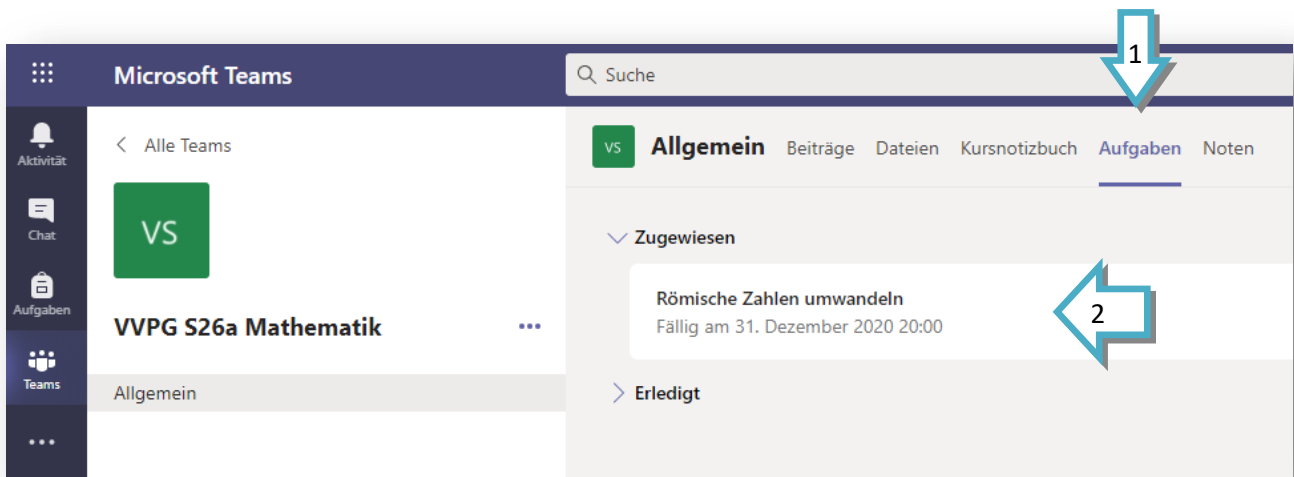 1
Microsoft Teams
Suche
Aktivität
Chat
Aufgaben
Teams
Alle Teams
VS
VVPG S26a Mathematik
Allgemein
VS Allgemein Beiträge Dateien Kursnotizbuch Aufgaben Noten
Zugewiesen
Römische Zahlen umwandeln
Fällig am 31. Dezember 2020 20:00
2
Erledigt